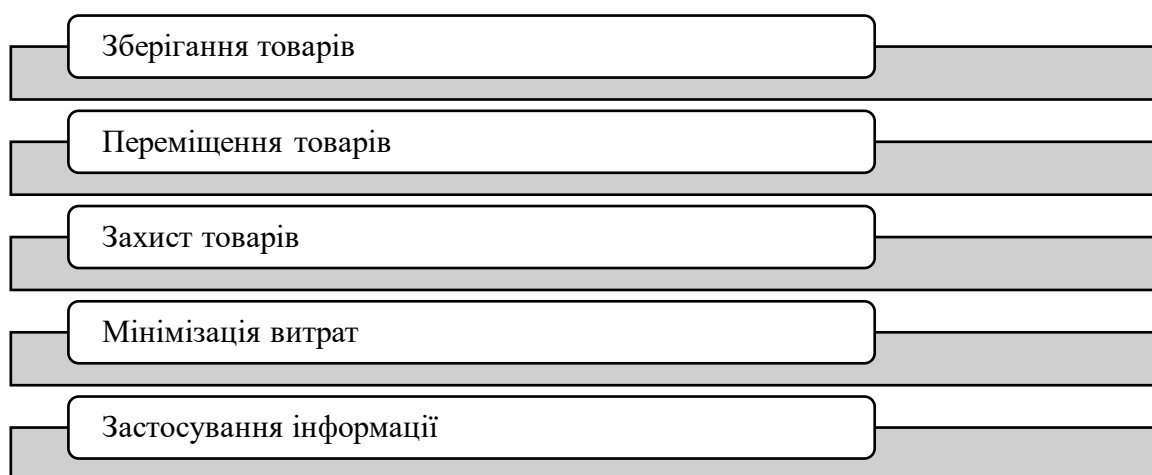 Зберігання товарів
Переміщення товарів
Захист товарів
Мінімізація витрат
Застосування інформації